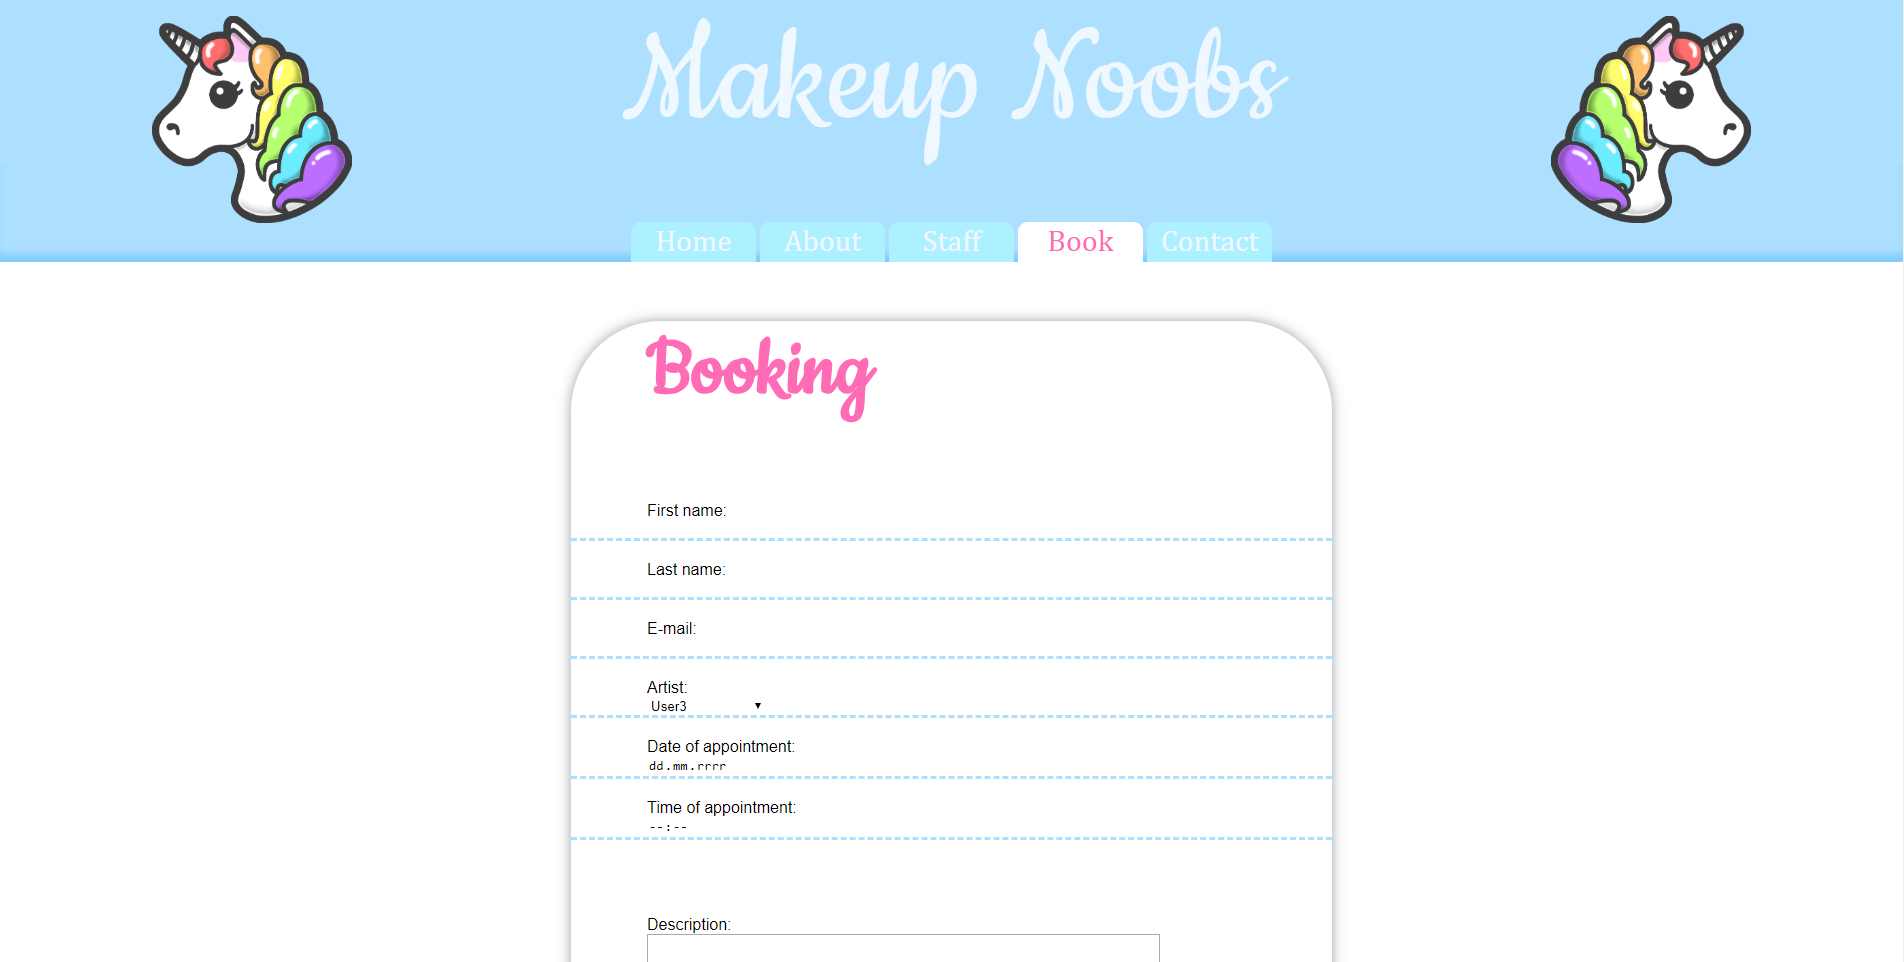 Makeup Noobs
Home About Staff Book Contact
Booking
First name:
Last name:
E-mail:
Artist:
User3
Date of appointment:
dd.mm.rrrr
Time of appointment:
--:--
Description: